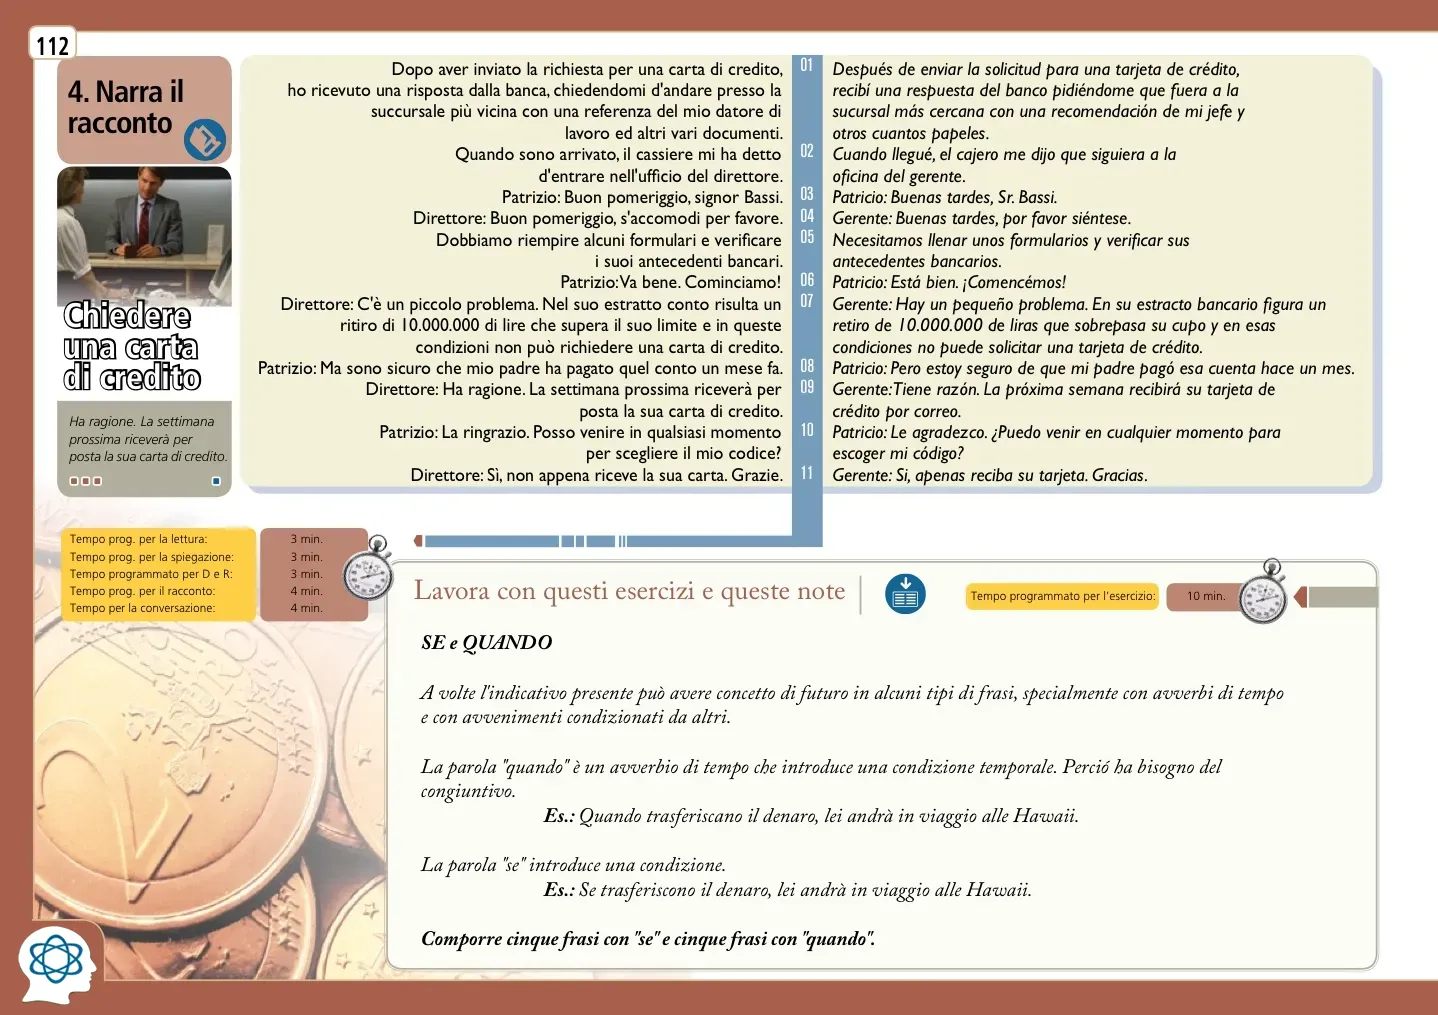 112
4. Narra il
racconto
Chiedere
una carta
di credito
Ha ragione. La settimana
prossima riceverà per
posta la sua carta di credito.
Dopo aver inviato la richiesta per una carta di credito,
ho ricevuto una risposta dalla banca, chiedendomi d'andare presso la
succursale più vicina con una referenza del mio datore di
lavoro ed altri vari documenti.
Quando sono arrivato, il cassiere mi ha detto
d'entrare nell'ufficio del direttore.
Patrizio: Buon pomeriggio, signor Bassi.
Direttore: Buon pomeriggio, s'accomodi per favore.
Dobbiamo riempire alcuni formulari e verificare
i suoi antecedenti bancari.
Patrizio: Va bene. Cominciamo!
Direttore: C'è un piccolo problema. Nel suo estratto conto risulta un
ritiro di 10.000.000 di lire che supera il suo limite e in queste
condizioni non può richiedere una carta di credito.
Patrizio: Ma sono sicuro che mio padre ha pagato quel conto un mese fa.
Direttore: Ha ragione. La settimana prossima riceverà per
posta la sua carta di credito.
Patrizio: La ringrazio. Posso venire in qualsiasi momento
per scegliere il mio codice?
Direttore: Sì, non appena riceve la sua carta. Grazie.
01
02
03
04
05
06
07
08
09
10
11
Después de enviar la solicitud para una tarjeta de crédito,
recibí una respuesta del banco pidiéndome que fuera a la
sucursal más cercana con una recomendación de mi jefe y
otros cuantos papeles.
Cuando llegué, el cajero me dijo que siguiera a la
oficina del gerente.
Patricio: Buenas tardes, Sr. Bassi.
Gerente: Buenas tardes, por favor siéntese.
Necesitamos llenar unos formularios y verificar sus
antecedentes bancarios.
Patricio: Está bien. ¡Comencémos!
Gerente: Hay un pequeño problema. En su estracto bancario figura un
retiro de 10.000.000 de liras que sobrepasa su cupo y en esas
condiciones no puede solicitar una tarjeta de crédito.
Patricio: Pero estoy seguro de que mi padre pagó esa cuenta hace un mes.
Gerente: Tiene razón. La próxima semana recibirá su tarjeta de
crédito por correo.
Patricio: Le agradezco. ¿Puedo venir en cualquier momento para
escoger mi código?
Gerente: Si, apenas reciba su tarjeta. Gracias.
Tempo prog. per la lettura: 3 min.
Tempo prog. per la spiegazione: 3 min.
Tempo programmato per D e R: 3 min.
Tempo prog. per il racconto: 4 min.
Tempo per la conversazione: 4 min.
Lavora con questi esercizi e queste note
Tempo programmato per l'esercizio: 10 min.
SE e QUANDO
A volte l'indicativo presente può avere concetto di futuro in alcuni tipi di frasi, specialmente con avverbi di tempo
e con avvenimenti condizionati da altri.
La parola "quando" è un avverbio di tempo che introduce una condizione temporale. Perció ha bisogno del
congiuntivo.
Es.: Quando trasferiscano il denaro, lei andrà in viaggio alle Hawaii.
La parola "se" introduce una condizione.
Es.: Se trasferiscono il denaro, lei andrà in viaggio alle Hawaii.
Comporre cinque frasi con "se" e cinque frasi con "quando".